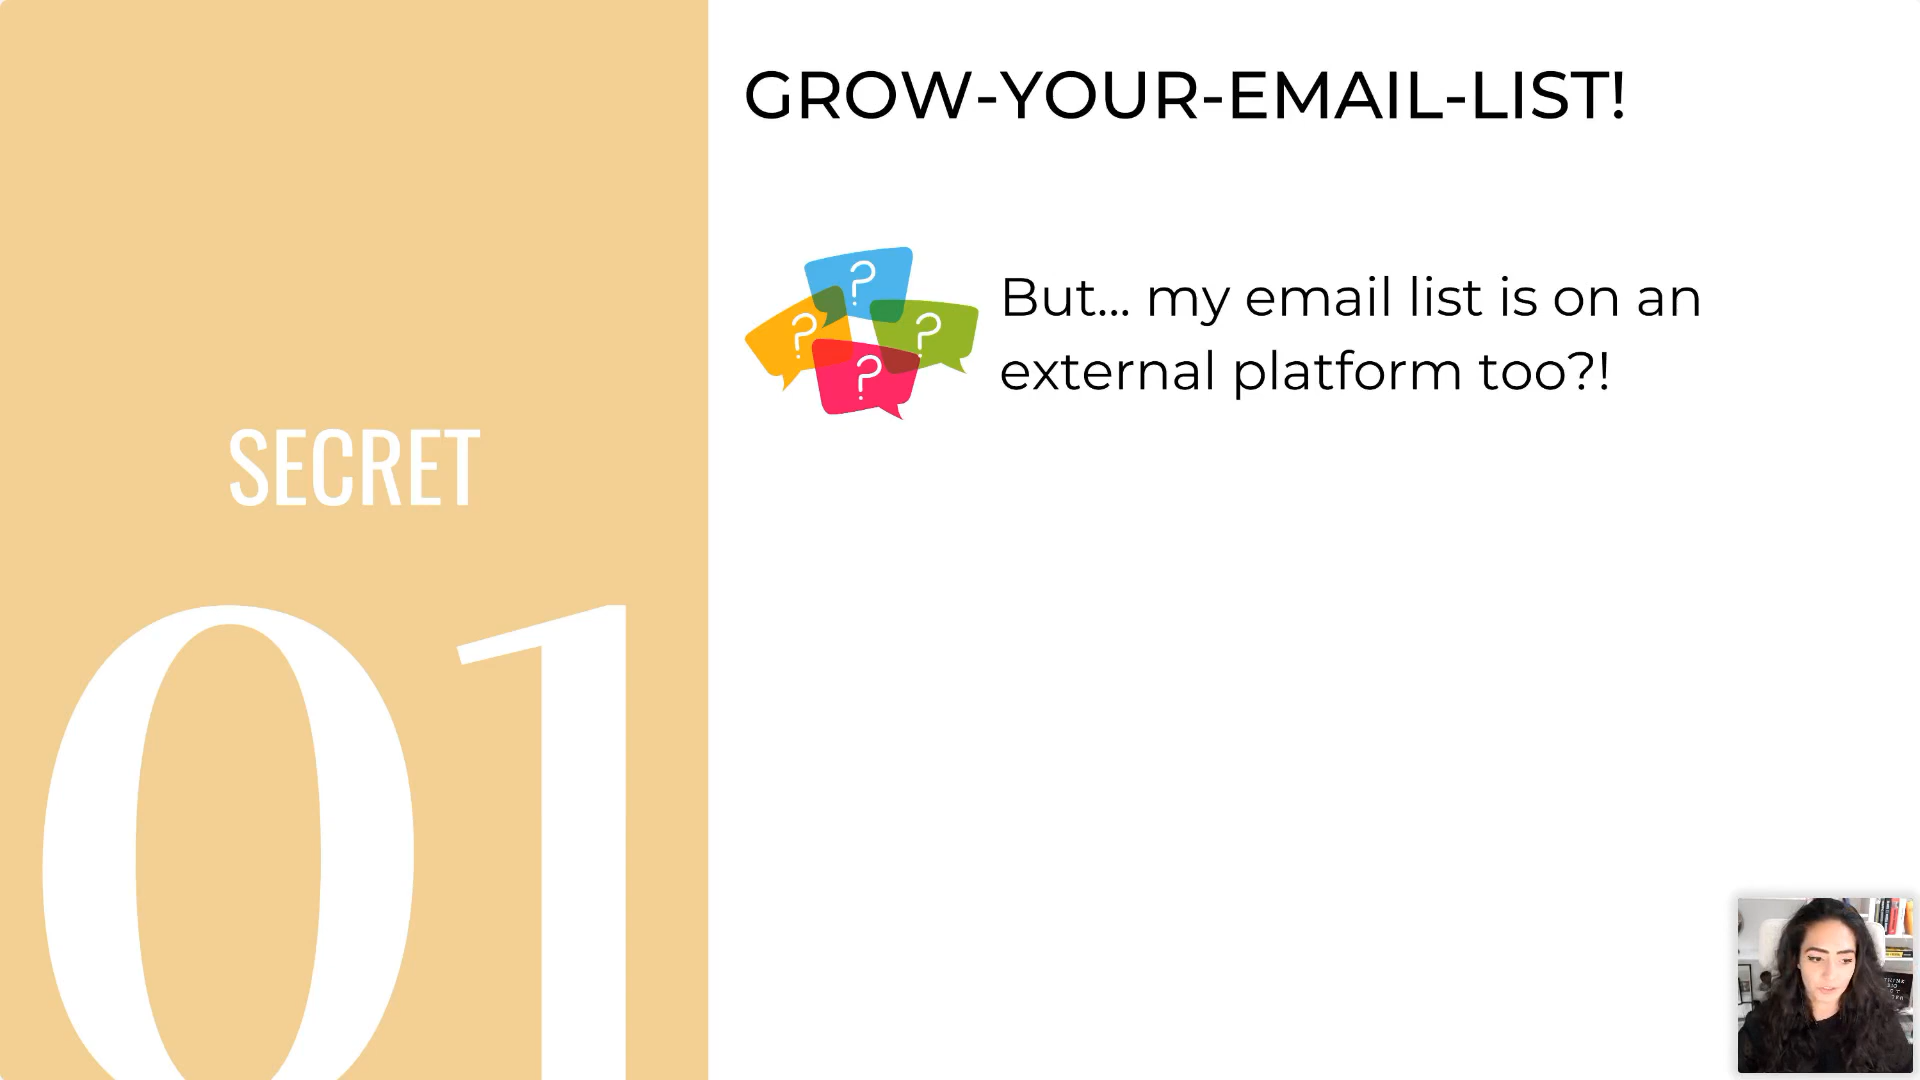 GROW-YOUR-EMAIL-LIST!
? ? ? ?
But... my email list is on an
external platform too?!
SECRET
01